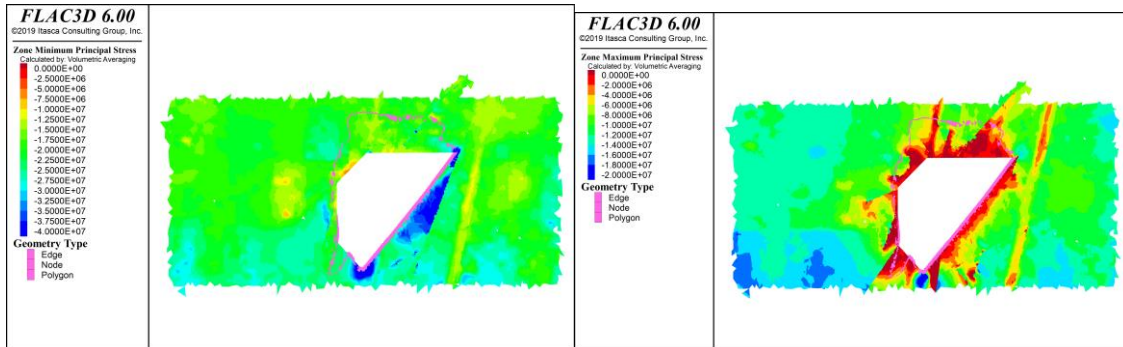 FLAC3D 6.00
©2019 Itasca Consulting Group, Inc.
Zone Minimum Principal Stress
Calculated by: Volumetric Averaging
0.0000E+00
-2.5000E+06
-5.0000E+06
-7.5000E+06
-1.0000E+07
-1.2500E+07
-1.5000E+07
-1.7500E+07
-2.0000E+07
-2.2500E+07
-2.5000E+07
-2.7500E+07
-3.0000E+07
-3.2500E+07
-3.5000E+07
-3.7500E+07
-4.0000E+07
Geometry Type
Edge
Node
Polygon
FLAC3D 6.00
©2019 Itasca Consulting Group, Inc.
Zone Maximum Principal Stress
Calculated by: Volumetric Averaging
0.0000E+00
-2.0000E+06
-4.0000E+06
-6.0000E+06
-8.0000E+06
-1.0000E+07
-1.2000E+07
-1.4000E+07
-1.6000E+07
-1.8000E+07
-2.0000E+07
Geometry Type
Edge
Node
Polygon